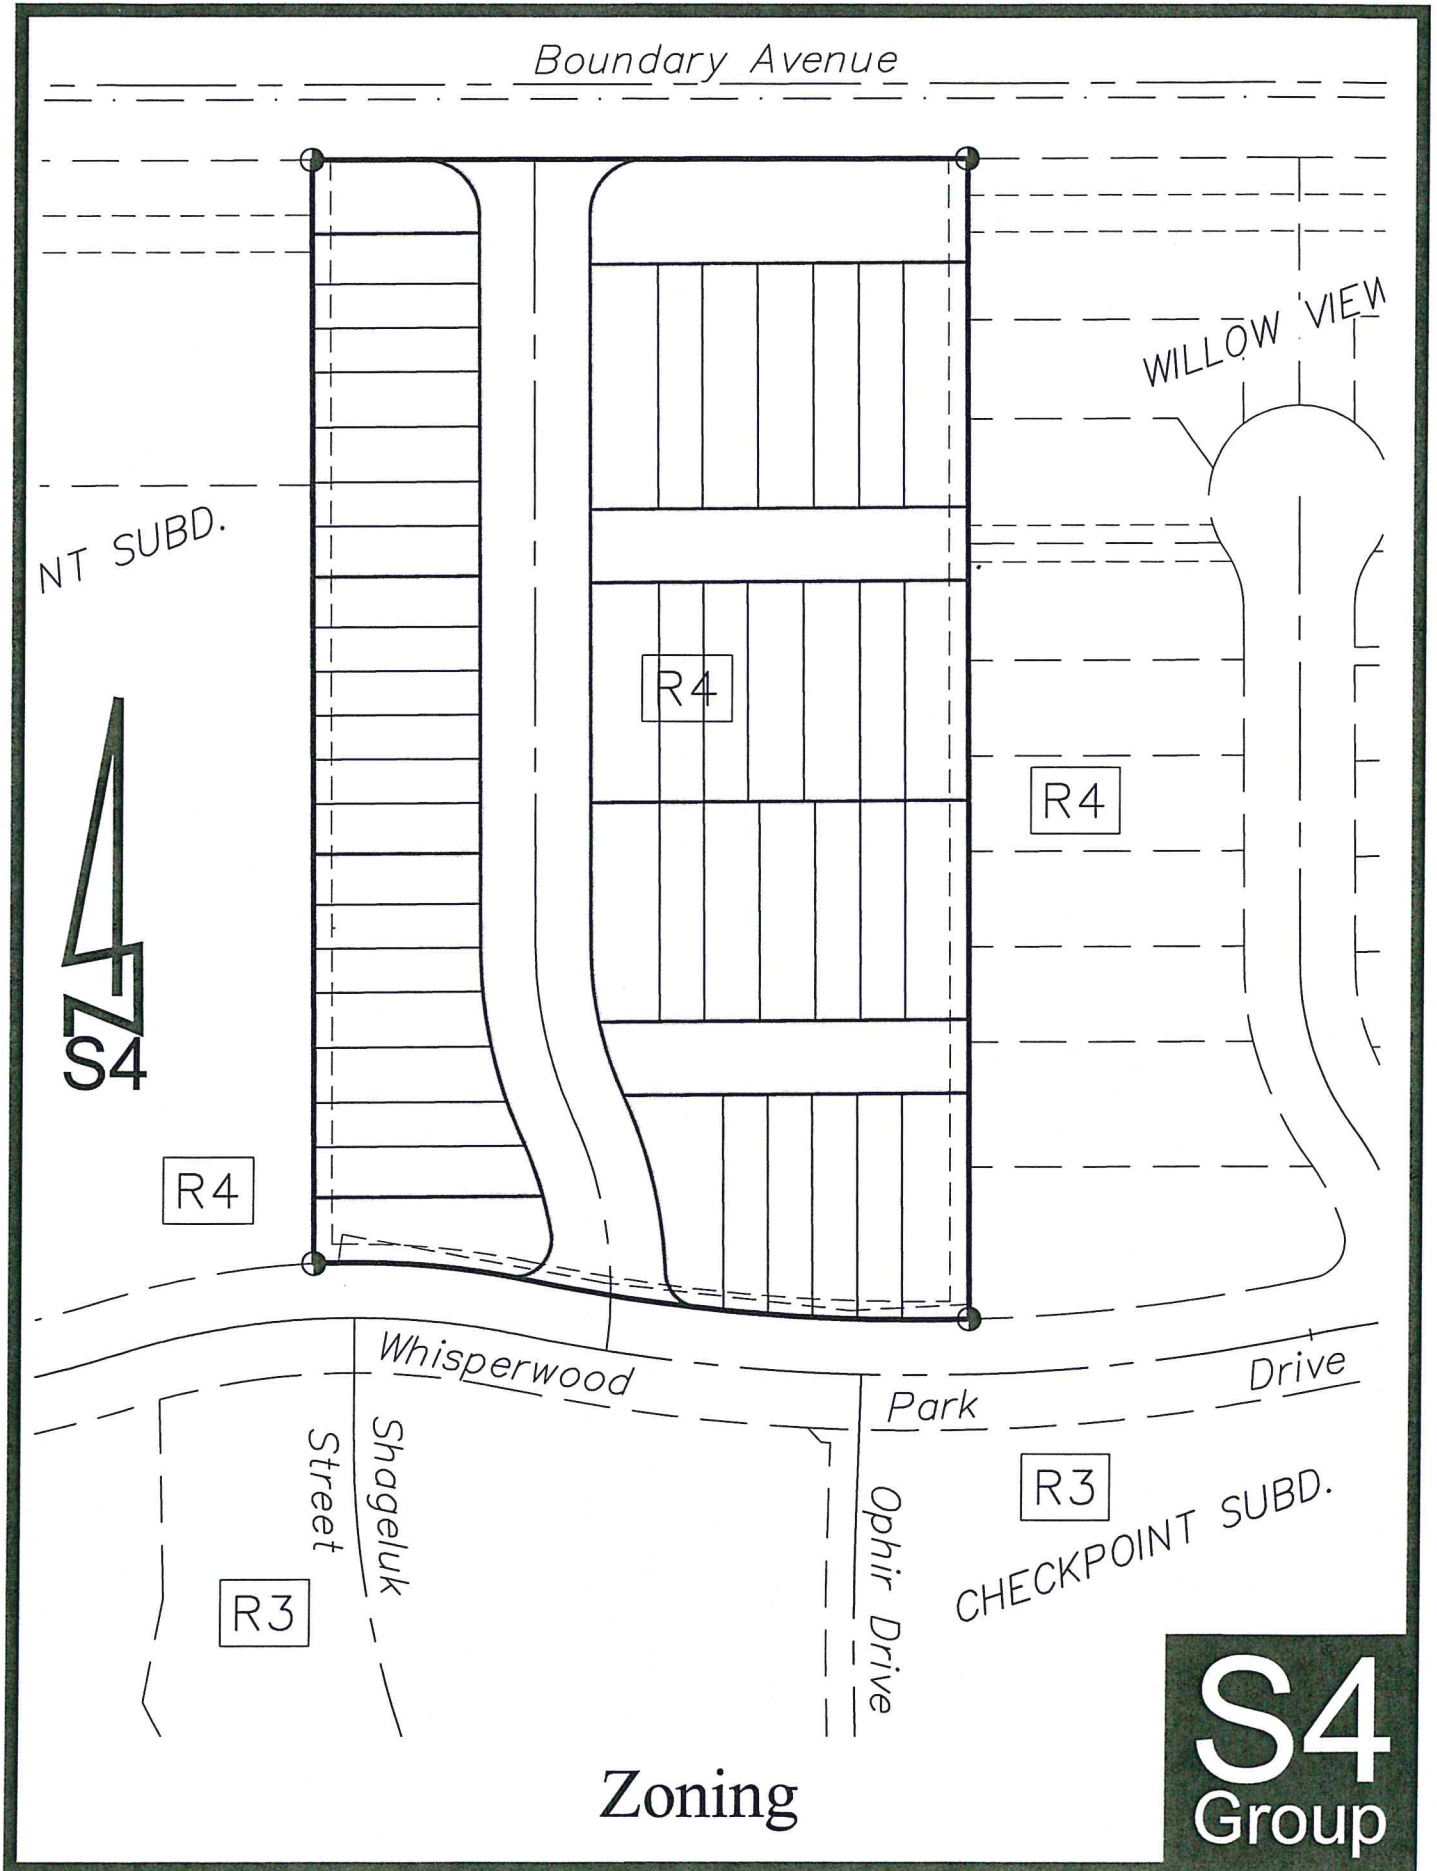 Boundary Avenue
WILLOW VIEW
NT SUBD.
R4
R4
S4
R4
Whisperwood
Park
Drive
Shageluk
Street
Ophir Drive
R3
CHECKPOINT SUBD.
R3
Zoning
S4
Group